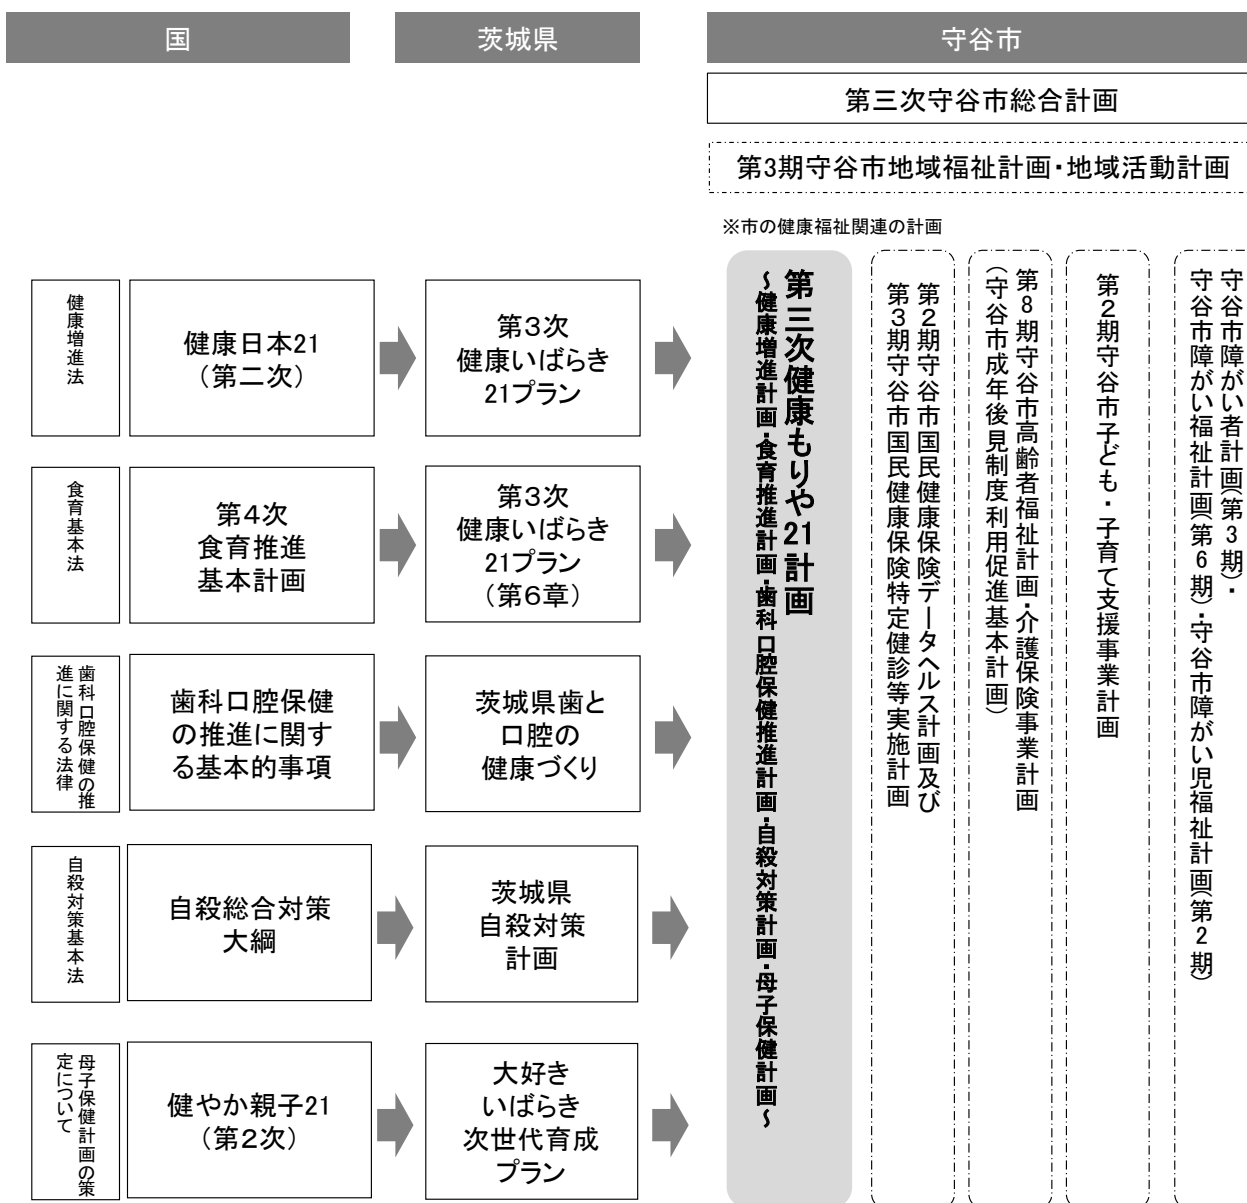 国
茨城県
守谷市
第三次守谷市総合計画
第3期守谷市地域福祉計画・地域活動計画
※市の健康福祉関連の計画
健康増進法
健康日本21
（第二次）
第3次
健康いばらき
21プラン
食育基本法
第4次
食育推進
基本計画
第3次
健康いばらき
21プラン
（第6章）
歯科口腔保健の推
進に関する法律
歯科口腔保健
の推進に関す
る基本的事項
茨城県歯と
口腔の
健康づくり
自殺対策基本法
自殺総合対策
大綱
茨城県
自殺対策
計画
母子保健計画の策
定について
健やか親子21
（第２次）
大好き
いばらき
次世代育成
プラン
第三次健康もりや21計画
～健康増進計画・食育推進計画・歯科口腔保健推進計画・自殺対策計画・母子保健計画～
第２期守谷市国民健康保険データヘルス計画及び
第３期守谷市国民健康保険特定健診等実施計画
第８期守谷市高齢者福祉計画・介護保険事業計画
（守谷市成年後見制度利用促進基本計画）
第２期守谷市子ども・子育て支援事業計画
守谷市障がい者計画（第３期）・
守谷市障がい福祉計画（第６期）・守谷市障がい児福祉計画（第２期）